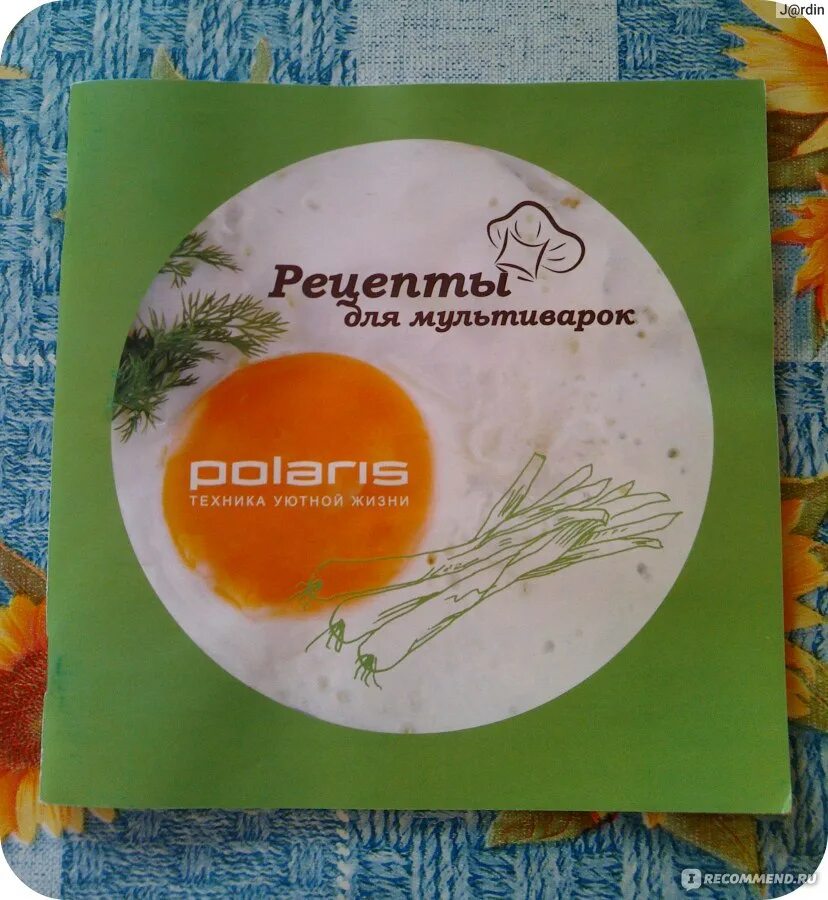 J@rdin
Рецепты
для мультиварок
polaris
ТЕХНИКА УЮТНОЙ ЖИЗНИ
I RECOMMEND.RU